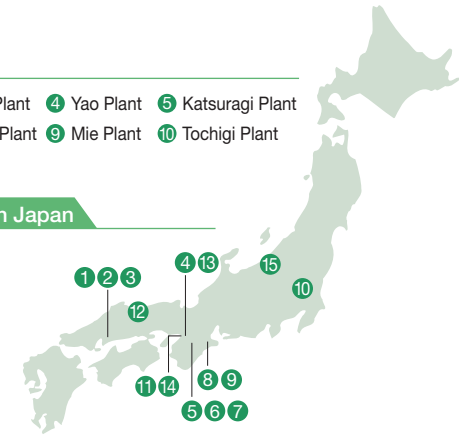 Plant ④ Yao Plant ⑤ Katsuragi Plant
Plant ⑨ Mie Plant ⑩ Tochigi Plant
n Japan
④ ⑬
⑮
① ② ③
⑩
⑫
⑪ ⑭
⑧ ⑨
⑤ ⑥ ⑦